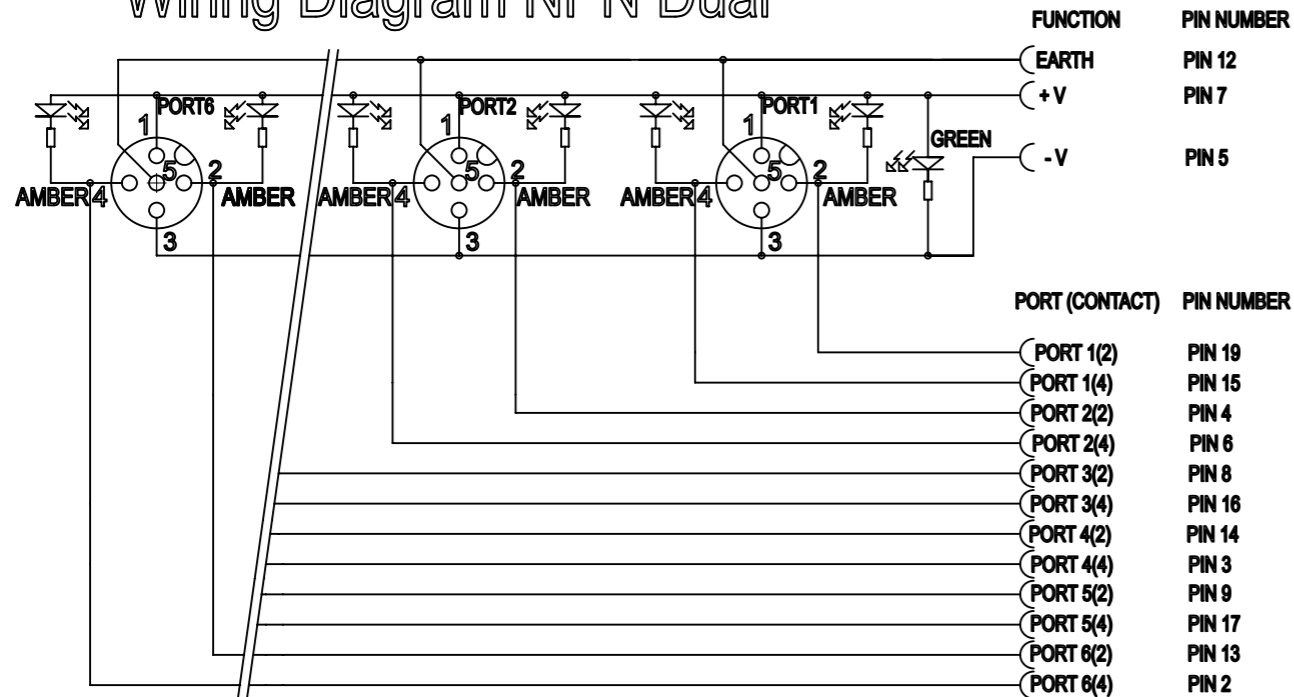 Wiring Diagram NPN Dual
FUNCTION PIN NUMBER
EARTH PIN 12
+ V PIN 7
- V PIN 5
GREEN
PORT6 PORT2 PORT1
1 1 1
5 2 5 2 5 2
AMBER 4 AMBER AMBER 4 AMBER AMBER 4 AMBER
3 3 3
PORT (CONTACT) PIN NUMBER
PORT 1(2) PIN 19
PORT 1(4) PIN 15
PORT 2(2) PIN 4
PORT 2(4) PIN 6
PORT 3(2) PIN 8
PORT 3(4) PIN 16
PORT 4(2) PIN 14
PORT 4(4) PIN 3
PORT 5(2) PIN 9
PORT 5(4) PIN 17
PORT 6(2) PIN 13
PORT 6(4) PIN 2